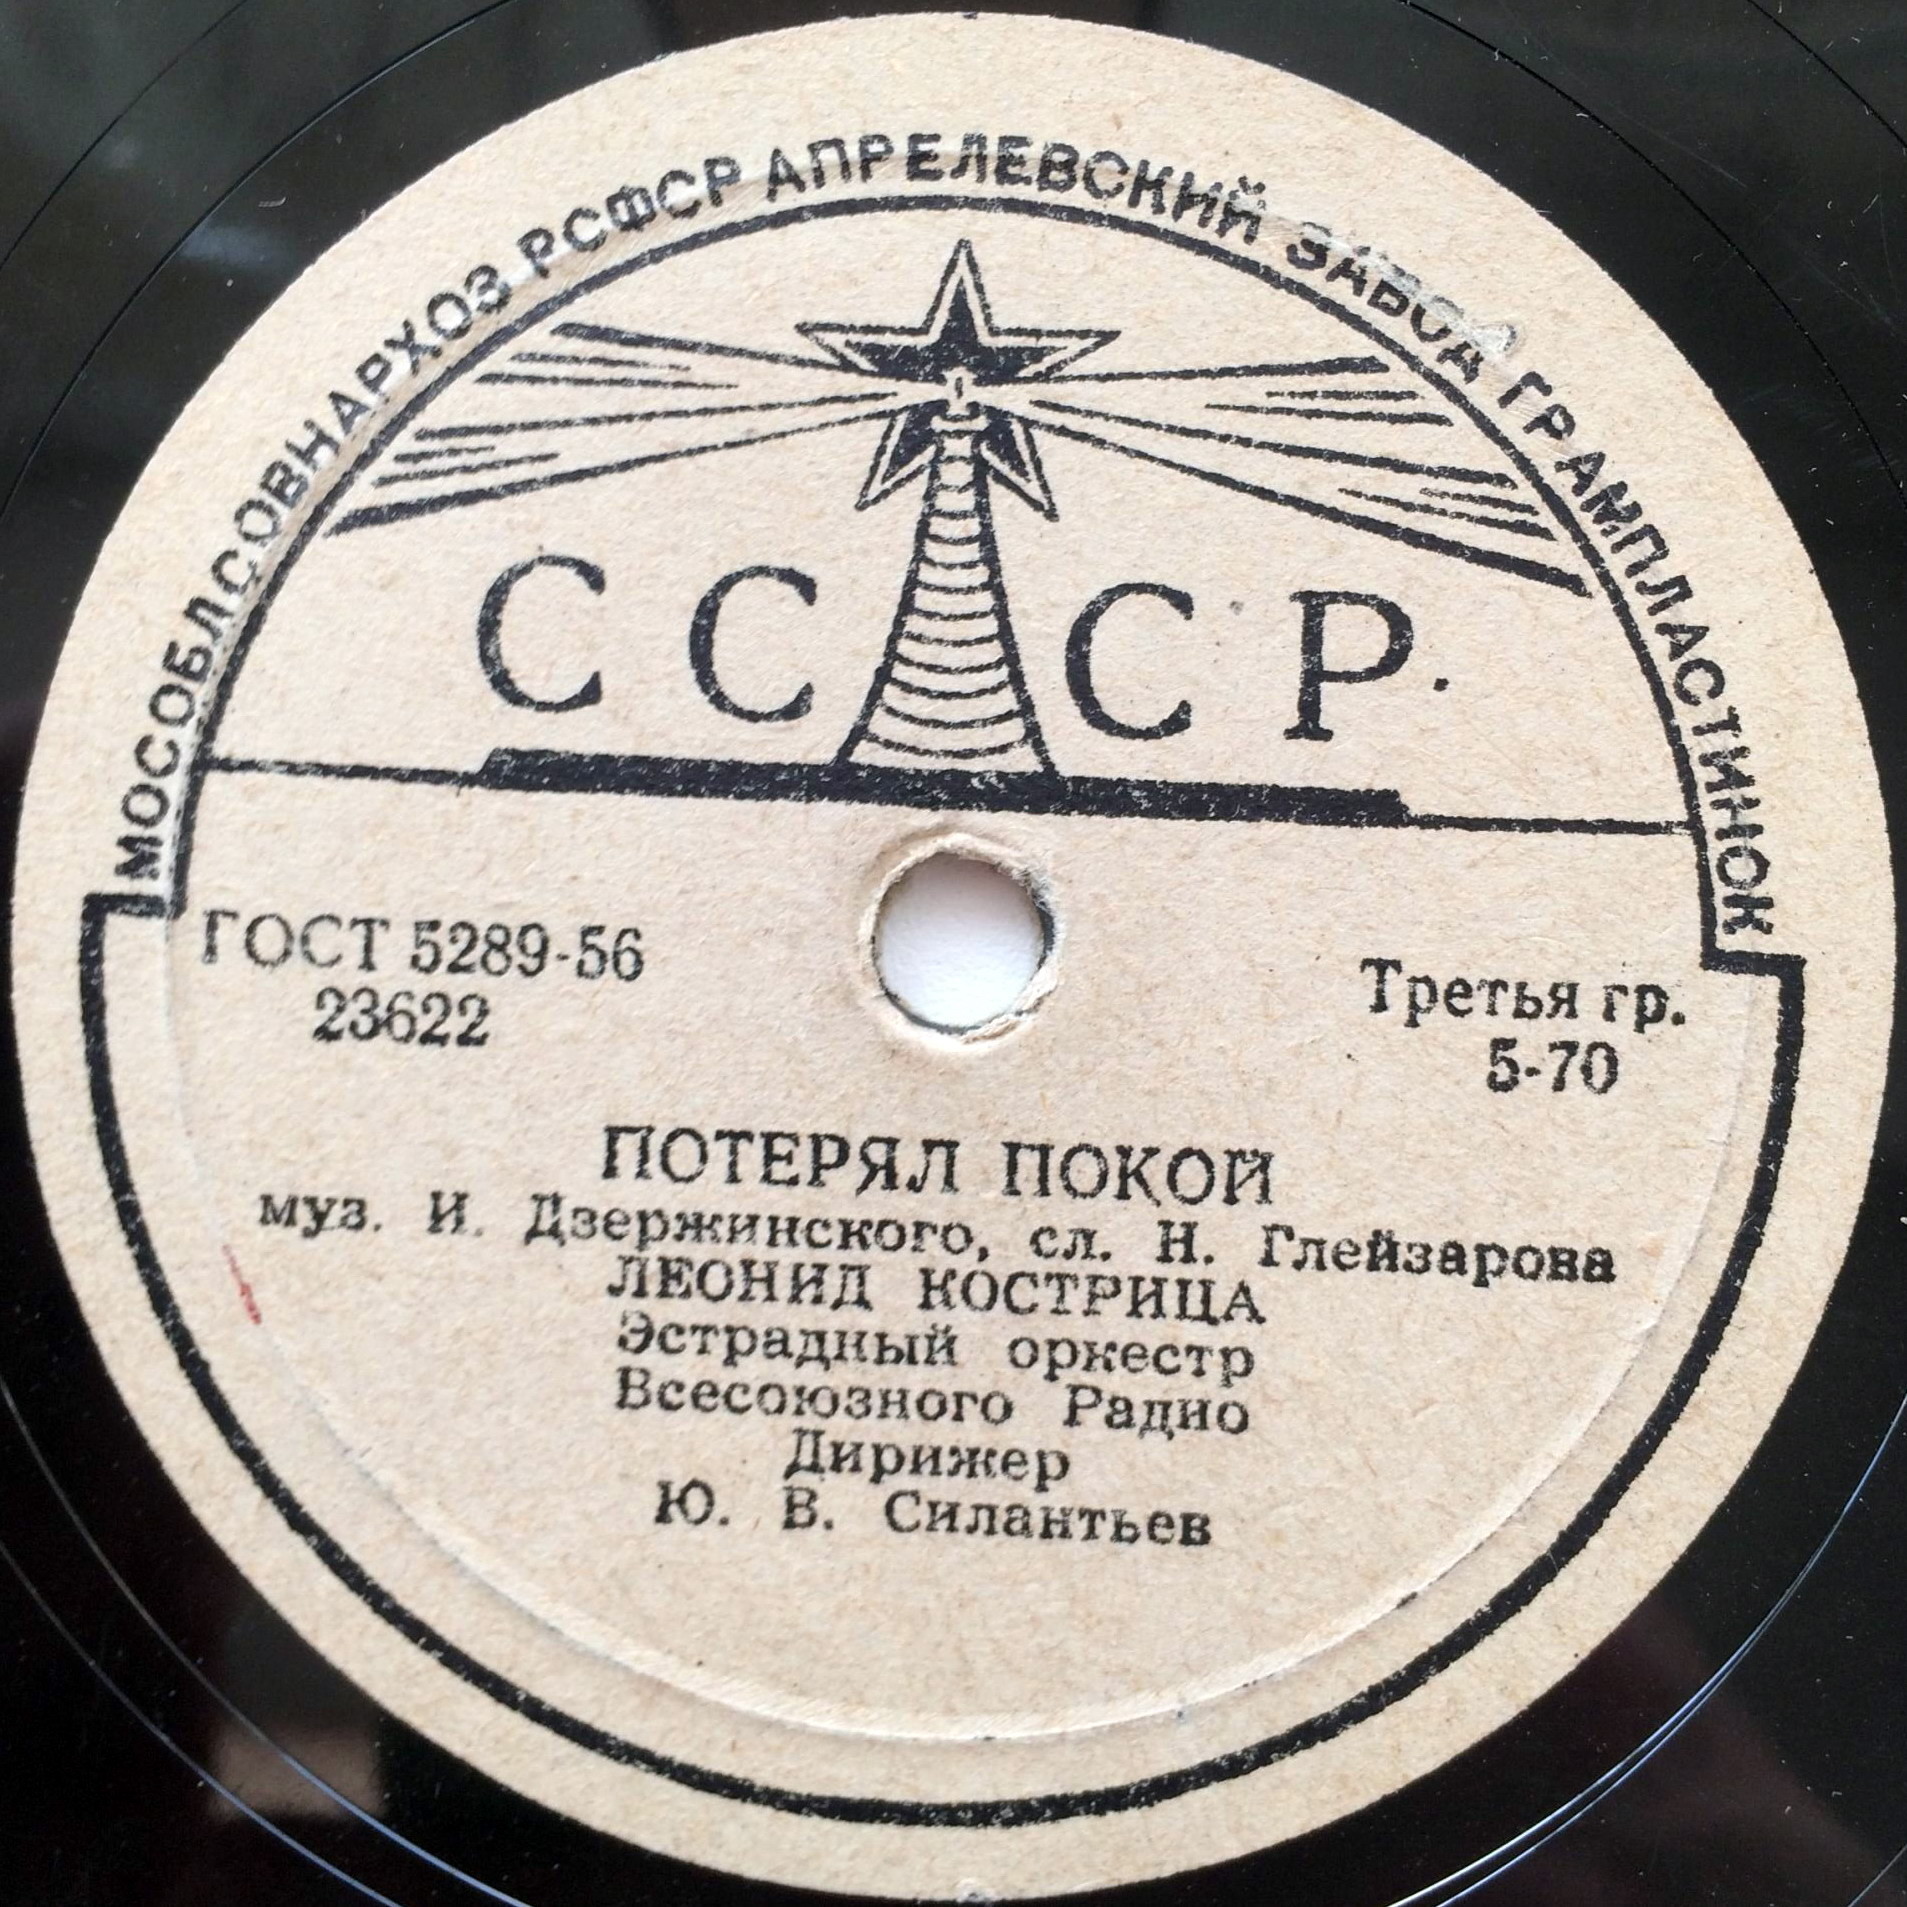 МОСОБЛСОВНАРХОЗ РСФСР АПРЕЛЕВСКИЙ ЗАВОД ГРАМПЛАСТИНОК
СССР.
ГОСТ 5289-56
23622
Третья гр.
5-70
ПОТЕРЯЛ ПОКОЙ
муз. И. Дзержинского, сл. Н. Глейзарова
ЛЕОНИД КОСТРИЦА
Эстрадный оркестр
Всесоюзного Радио
Дирижер
Ю. В. Силантьев